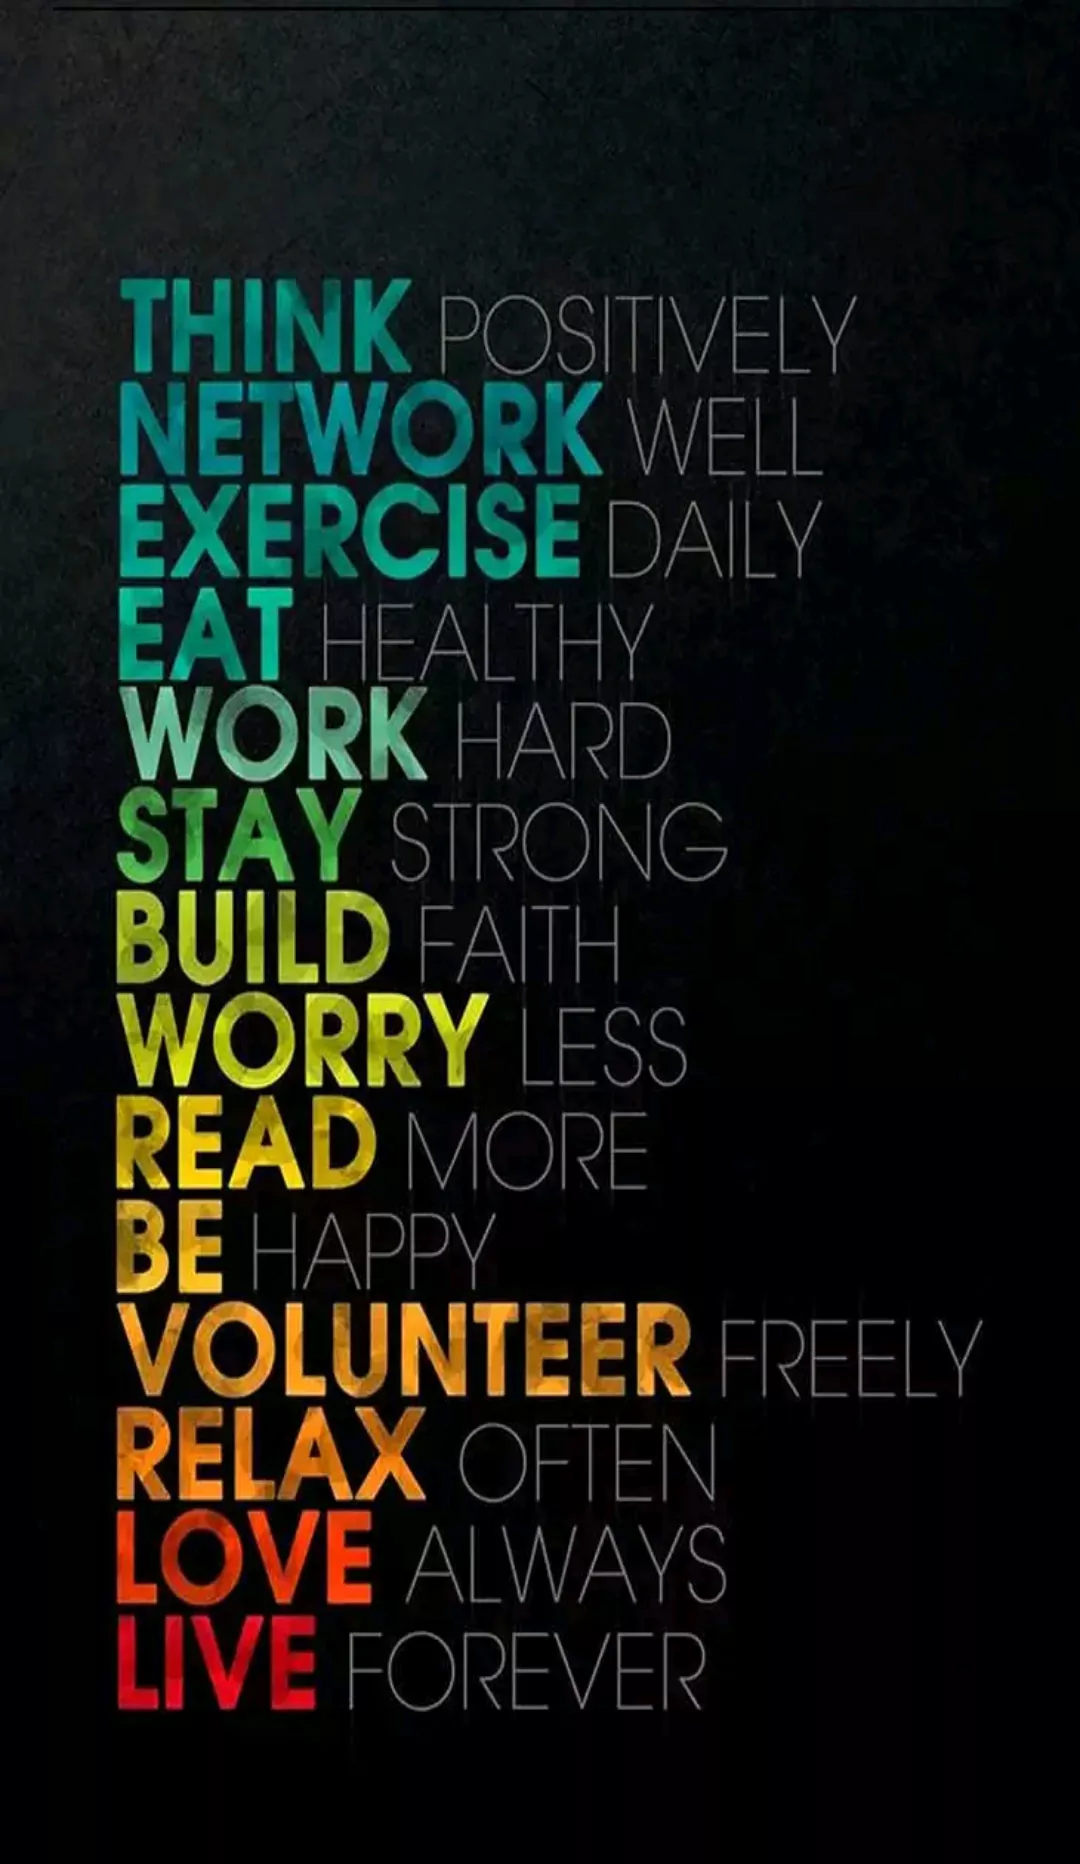 THINK POSITIVELY
NETWORK WELL
EXERCISE DAILY
EAT HEALTHY
WORK HARD
STAY STRONG
BUILD FAITH
WORRY LESS
READ MORE
BE HAPPY
VOLUNTEER FREELY
RELAX OFTEN
LOVE ALWAYS
LIVE FOREVER